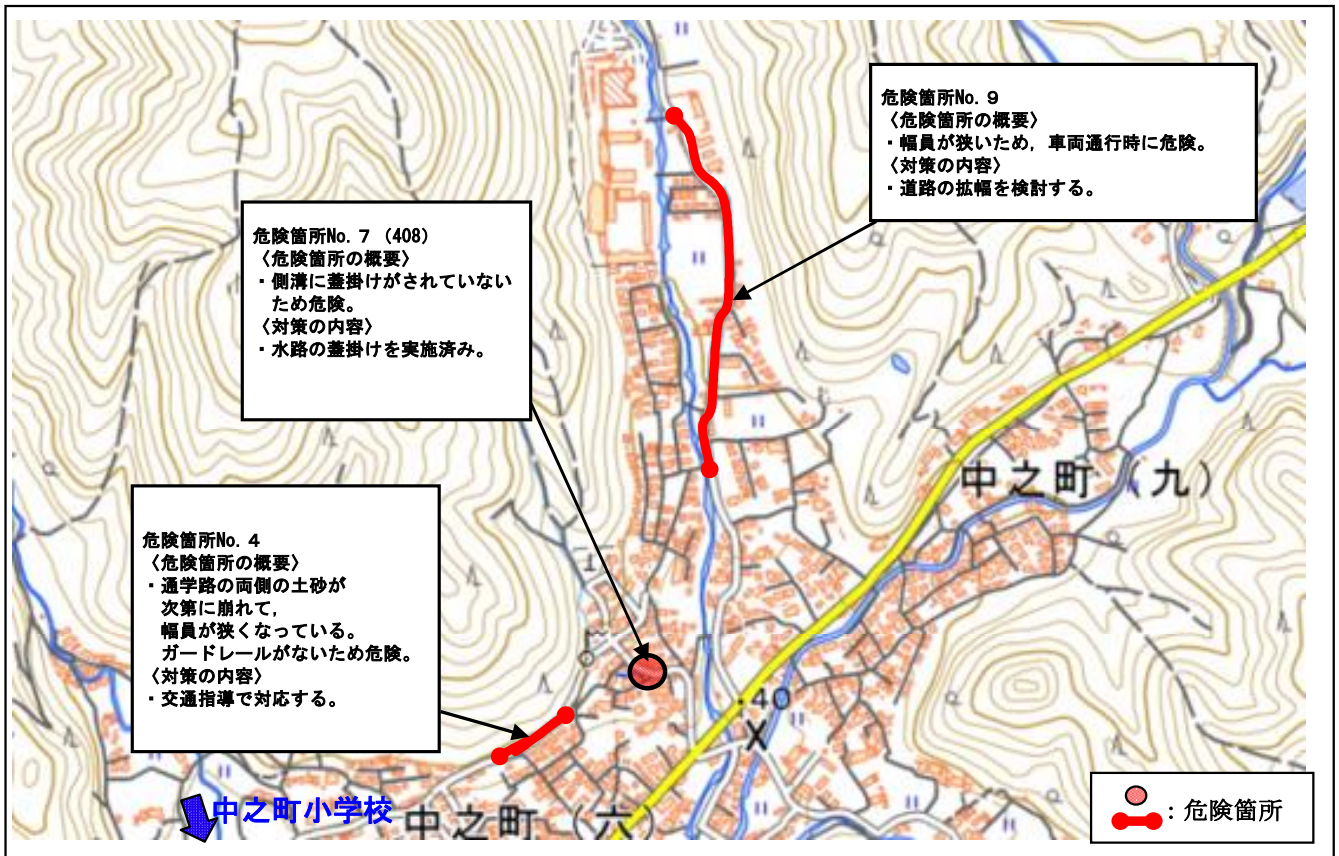 危険箇所No. 9
〈危険箇所の概要〉
・幅員が狭いため，車両通行時に危険。
〈対策の内容〉
・道路の拡幅を検討する。
危険箇所No. 7 (408)
〈危険箇所の概要〉
・側溝に蓋掛けがされていない
ため危険。
〈対策の内容〉
・水路の蓋掛けを実施済み。
中之町（九）
危険箇所No. 4
〈危険箇所の概要〉
・通学路の両側の土砂が
次第に崩れて，
幅員が狭くなっている。
ガードレールがないため危険。
〈対策の内容〉
・交通指導で対応する。
40
中之町小学校
中之町（六）
：危険箇所